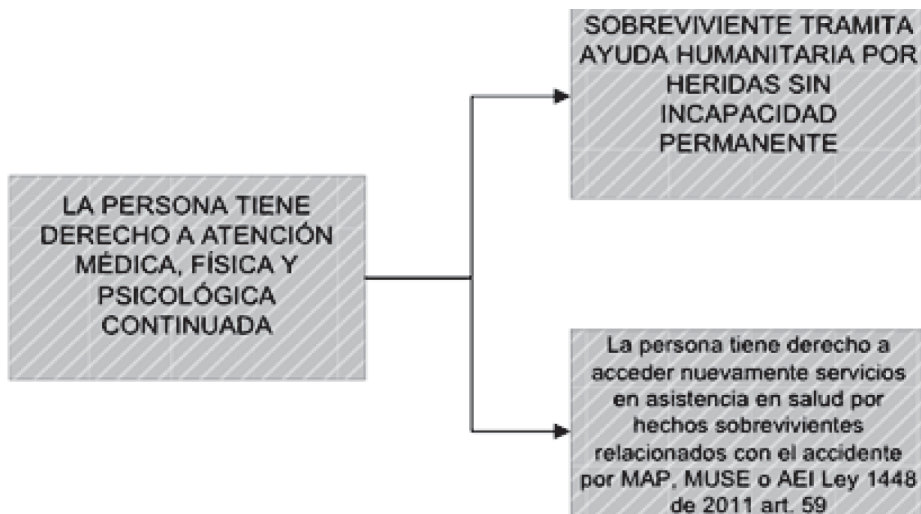 LA PERSONA TIENE
DERECHO A ATENCIÓN
MÉDICA, FÍSICA Y
PSICOLÓGICA
CONTINUADA
SOBREVIVIENTE TRAMITA
AYUDA HUMANITARIA POR
HERIDAS SIN
INCAPACIDAD
PERMANENTE
La persona tiene derecho a
acceder nuevamente servicios
en asistencia en salud por
hechos sobrevivientes
relacionados con el accidente
por MAP, MUSE o AEI Ley 1448
de 2011 art. 59